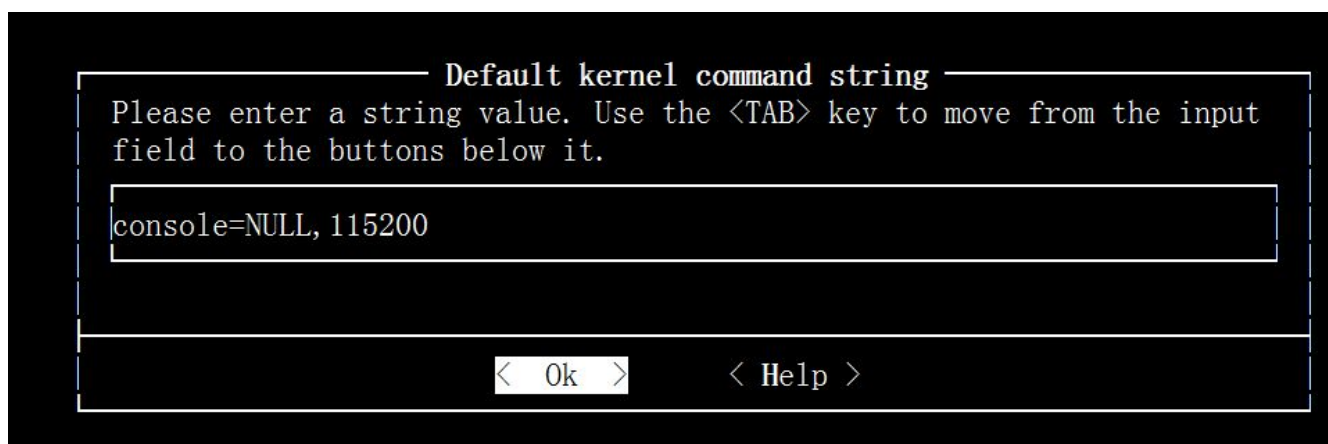 Default kernel command string
Please enter a string value. Use the <TAB> key to move from the input
field to the buttons below it.
console=NULL,115200
< Ok > < Help >